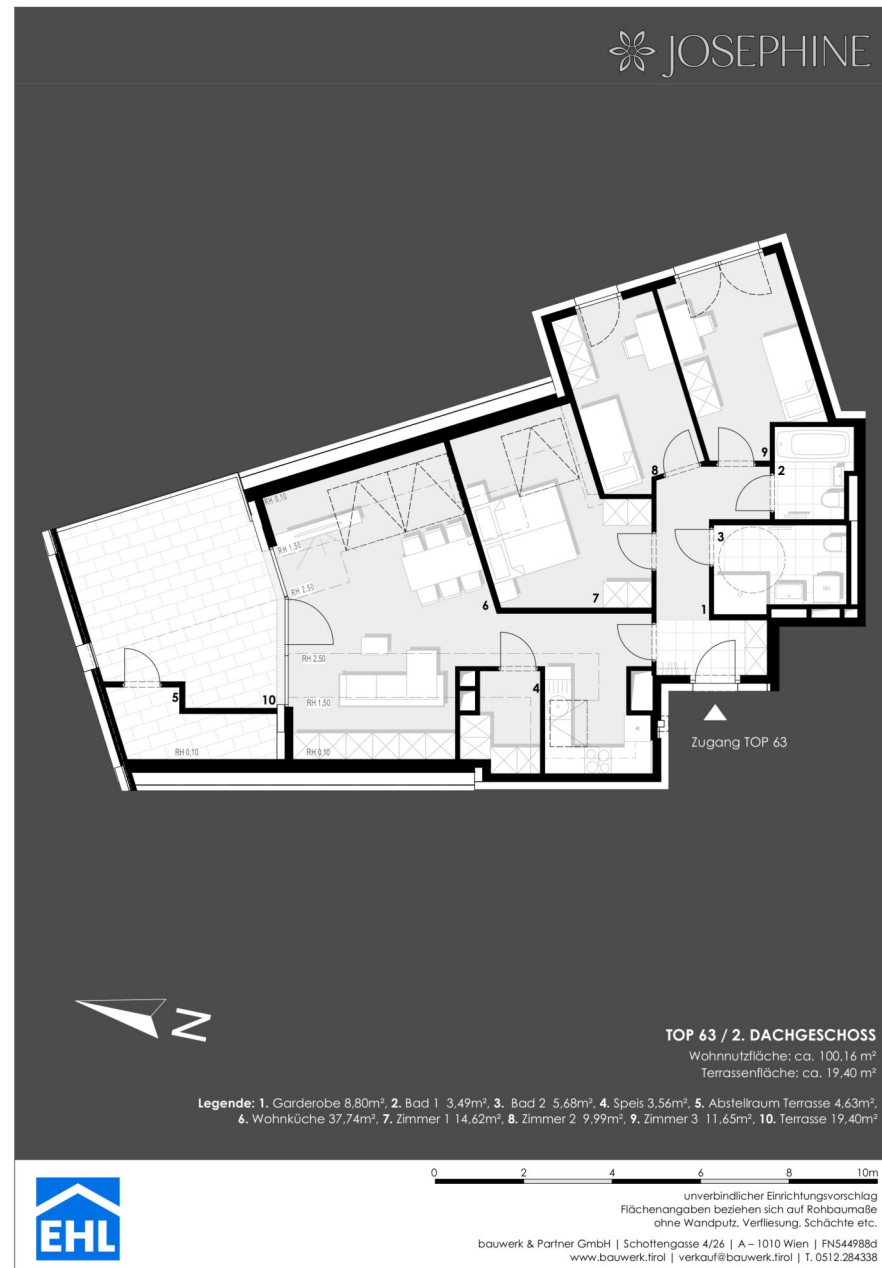 JOSEPHINE
RH 0,10
RH 1,50
RH 2,50
8
9
2
3
6
7
1
RH 2,50
4
5
10
RH 1,50
RH 0,10
RH 0,10
Zugang TOP 63
N
TOP 63 / 2. DACHGESCHOSS
Wohnnutzfläche: ca. 100,16 m²
Terrassenfläche: ca. 19,40 m²
Legende: 1. Garderobe 8,80m², 2. Bad 1 3,49m², 3. Bad 2 5,68m², 4. Speis 3,56m², 5. Abstellraum Terrasse 4,63m²,
6. Wohnküche 37,74m², 7. Zimmer 1 14,62m², 8. Zimmer 2 9,99m², 9. Zimmer 3 11,65m², 10. Terrasse 19,40m²
0 2 4 6 8 10m
unverbindlicher Einrichtungsvorschlag
Flächenangaben beziehen sich auf Rohbaumaße
ohne Wandputz, Verfliesung, Schächte etc.
EHL
bauwerk & Partner GmbH | Schottengasse 4/26 | A – 1010 Wien | FN544988d
www.bauwerk.tirol | verkauf@bauwerk.tirol | T. 0512.284338